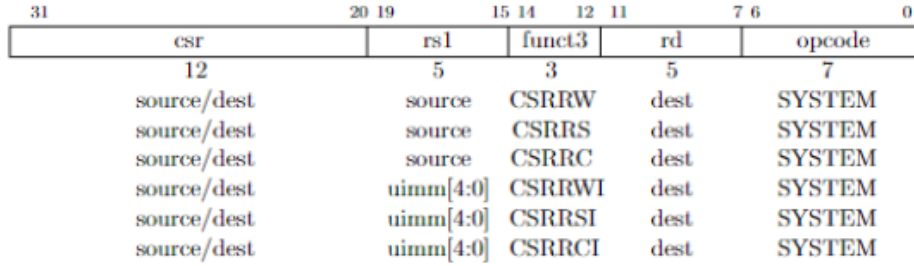 31 20 19 15 14 12 11 7 6 0
csr rs1 funct3 rd opcode
12 5 3 5 7
source/dest source CSRRW dest SYSTEM
source/dest source CSRRS dest SYSTEM
source/dest source CSRRC dest SYSTEM
source/dest uimm[4:0] CSRRWI dest SYSTEM
source/dest uimm[4:0] CSRRSI dest SYSTEM
source/dest uimm[4:0] CSRRCI dest SYSTEM